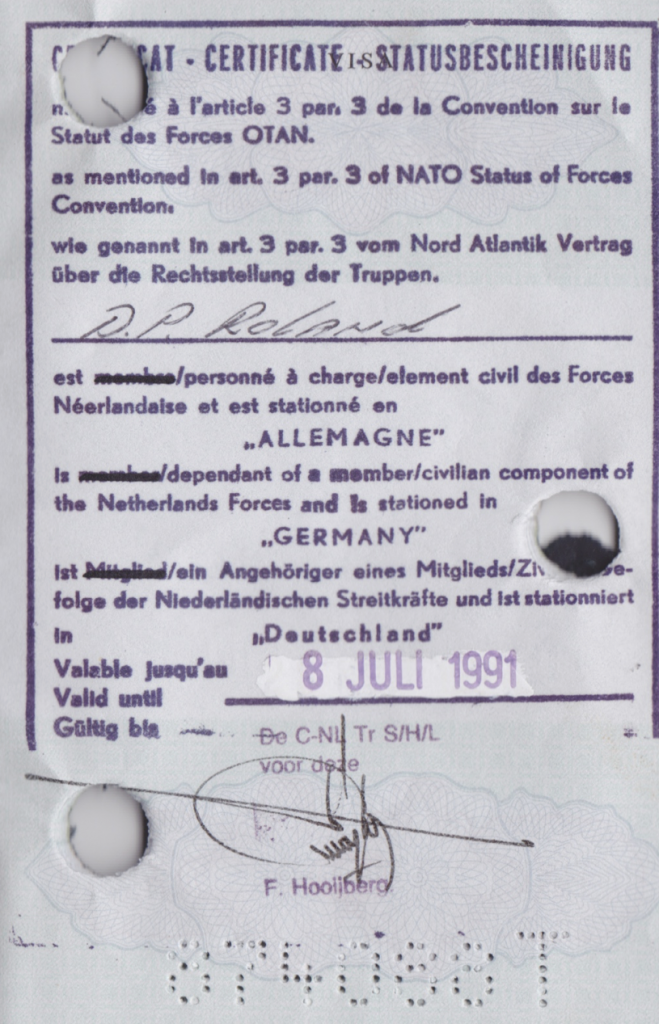 CERTIFICAT - CERTIFICATE - STATUSBESCHEINIGUNG
VISA
à l'article 3 par. 3 de la Convention sur le
Statut des Forces OTAN.
as mentioned in art. 3 par. 3 of NATO Status of Forces
Convention.
wie genannt in art. 3 par. 3 vom Nord Atlantik Vertrag
über die Rechtsstellung der Truppen.
D.P. Roland
est membre/personné à charge/element civil des Forces
Néerlandaise et est stationné en
„ALLEMAGNE”
Is member/dependant of a member/civilian component of
the Netherlands Forces and is stationed in
„GERMANY”
ist Mitglied/ein Angehöriger eines Mitglieds/
folge der Niederländischen Streitkräfte und ist stationniert
in „Deutschland”
Valable jusqu'au
8 JULI 1991
Valid until
Gültig bis
De C-NL Tr S/H/L
voor deze
F. Hooijberg.